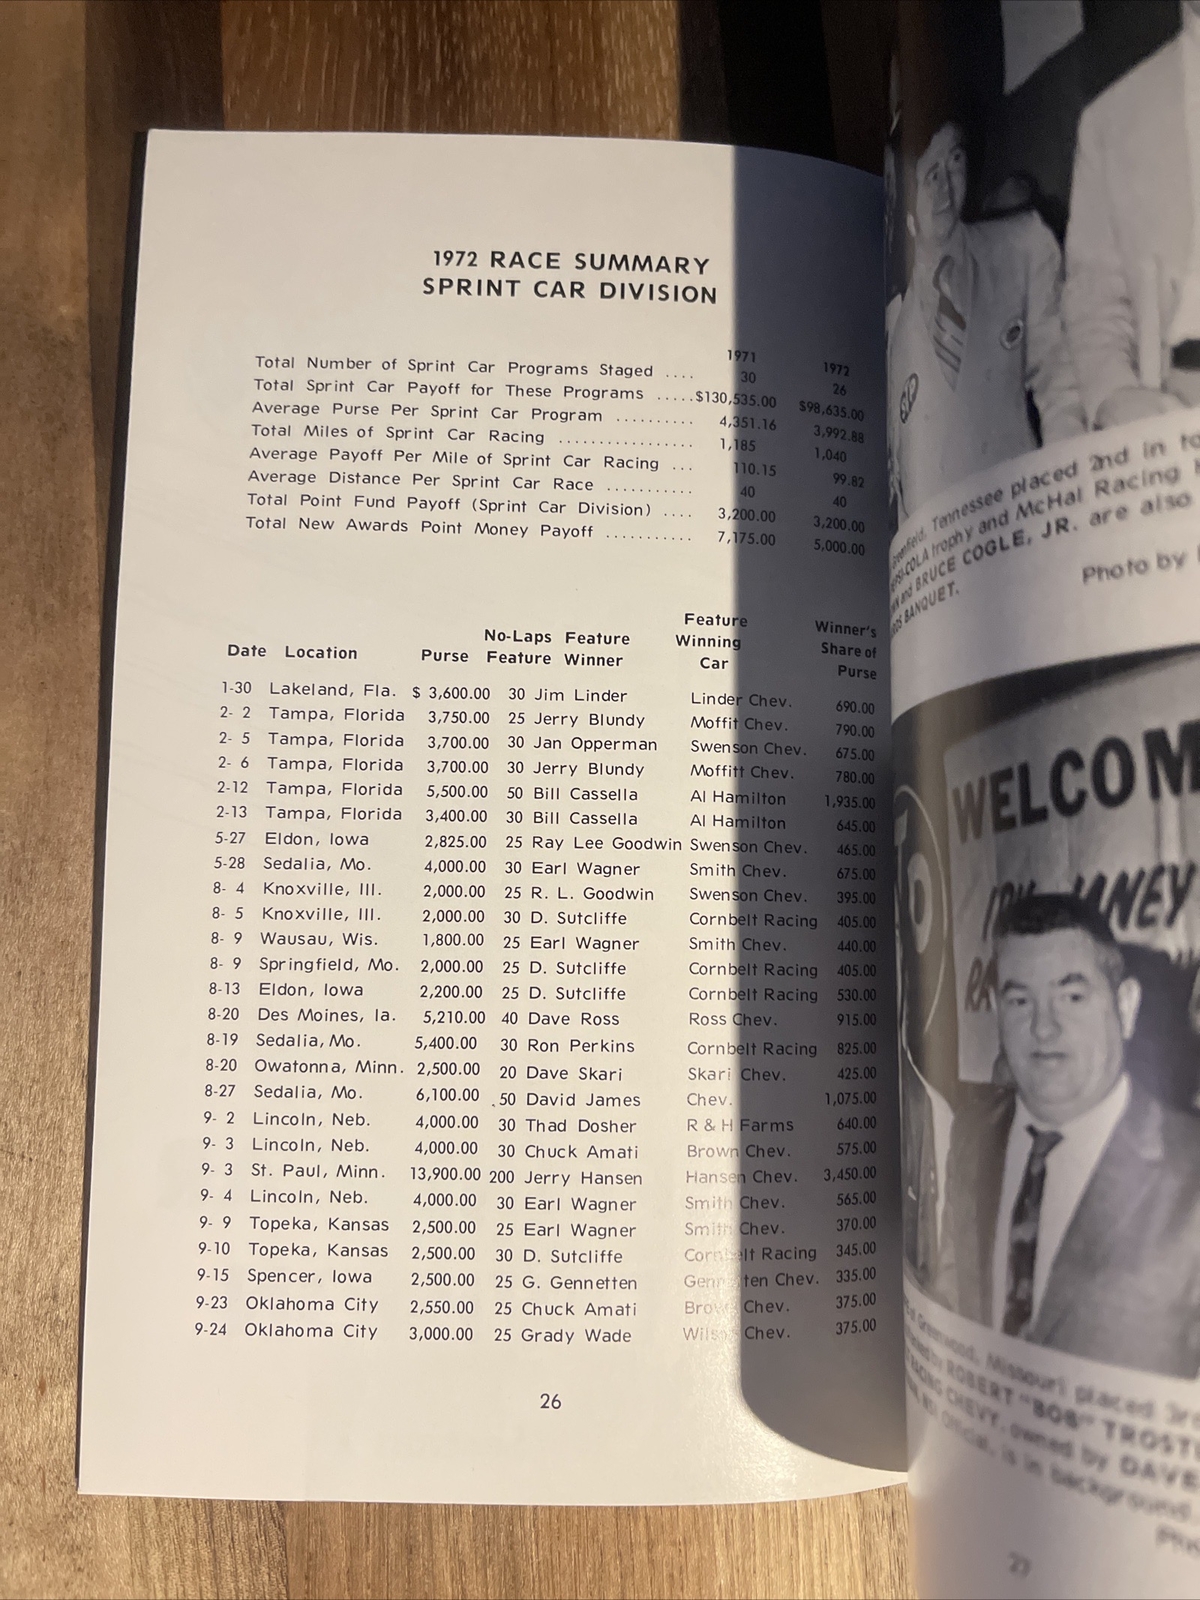 1972 RACE SUMMARY
SPRINT CAR DIVISION
1971 1972
Total Number of Sprint Car Programs Staged .... 30 26
Total Sprint Car Payoff for These Programs .....$130,535.00 $98,635.00
Average Purse Per Sprint Car Program .......... 4,351.16 3,992.88
Total Miles of Sprint Car Racing ................ 1,185 1,040
Average Payoff Per Mile of Sprint Car Racing ... 110.15 99.82
Average Distance Per Sprint Car Race ........... 40 40
Total Point Fund Payoff (Sprint Car Division) .... 3,200.00 3,200.00
Total New Awards Point Money Payoff ........... 7,175.00 5,000.00
Feature
No-Laps Feature Winning Winner's
Date Location Purse Feature Winner Car Share of
Purse
1-30 Lakeland, Fla. $ 3,600.00 30 Jim Linder Linder Chev. 690.00
2- 2 Tampa, Florida 3,750.00 25 Jerry Blundy Moffit Chev. 790.00
2- 5 Tampa, Florida 3,700.00 30 Jan Opperman Swenson Chev. 675.00
2- 6 Tampa, Florida 3,700.00 30 Jerry Blundy Moffitt Chev. 780.00
2-12 Tampa, Florida 5,500.00 50 Bill Cassella Al Hamilton 1,935.00
2-13 Tampa, Florida 3,400.00 30 Bill Cassella Al Hamilton 645.00
5-27 Eldon, Iowa 2,825.00 25 Ray Lee Goodwin Swenson Chev. 465.00
5-28 Sedalia, Mo. 4,000.00 30 Earl Wagner Smith Chev. 675.00
8- 4 Knoxville, Ill. 2,000.00 25 R. L. Goodwin Swenson Chev. 395.00
8- 5 Knoxville, Ill. 2,000.00 30 D. Sutcliffe Cornbelt Racing 405.00
8- 9 Wausau, Wis. 1,800.00 25 Earl Wagner Smith Chev. 440.00
8- 9 Springfield, Mo. 2,000.00 25 D. Sutcliffe Cornbelt Racing 405.00
8-13 Eldon, Iowa 2,200.00 25 D. Sutcliffe Cornbelt Racing 530.00
8-20 Des Moines, Ia. 5,210.00 40 Dave Ross Ross Chev. 915.00
8-19 Sedalia, Mo. 5,400.00 30 Ron Perkins Cornbelt Racing 825.00
8-20 Owatonna, Minn. 2,500.00 20 Dave Skari Skari Chev. 425.00
8-27 Sedalia, Mo. 6,100.00 50 David James Chev. 1,075.00
9- 2 Lincoln, Neb. 4,000.00 30 Thad Dosher R & H Farms 640.00
9- 3 Lincoln, Neb. 4,000.00 30 Chuck Amati Brown Chev. 575.00
9- 3 St. Paul, Minn. 13,900.00 200 Jerry Hansen Hansen Chev. 3,450.00
9- 4 Lincoln, Neb. 4,000.00 30 Earl Wagner Smith Chev. 565.00
9- 9 Topeka, Kansas 2,500.00 25 Earl Wagner Smith Chev. 370.00
9-10 Topeka, Kansas 2,500.00 30 D. Sutcliffe Cornbelt Racing 345.00
9-15 Spencer, Iowa 2,500.00 25 G. Gennetten Gennetten Chev. 335.00
9-23 Oklahoma City 2,550.00 25 Chuck Amati Brown Chev. 375.00
9-24 Oklahoma City 3,000.00 25 Grady Wade Wilson Chev. 375.00
26
STP
Greenfield, Tennessee placed 2nd in
trophy and McHal Racing
and BRUCE COGLE, JR. are also
BANQUET.
Photo by
WELCOM
JANEY
Greenwood, Missouri placed 3r
by ROBERT "BOB" TROSTL
CHEVY, owned by DAVE
Official, is in background
27